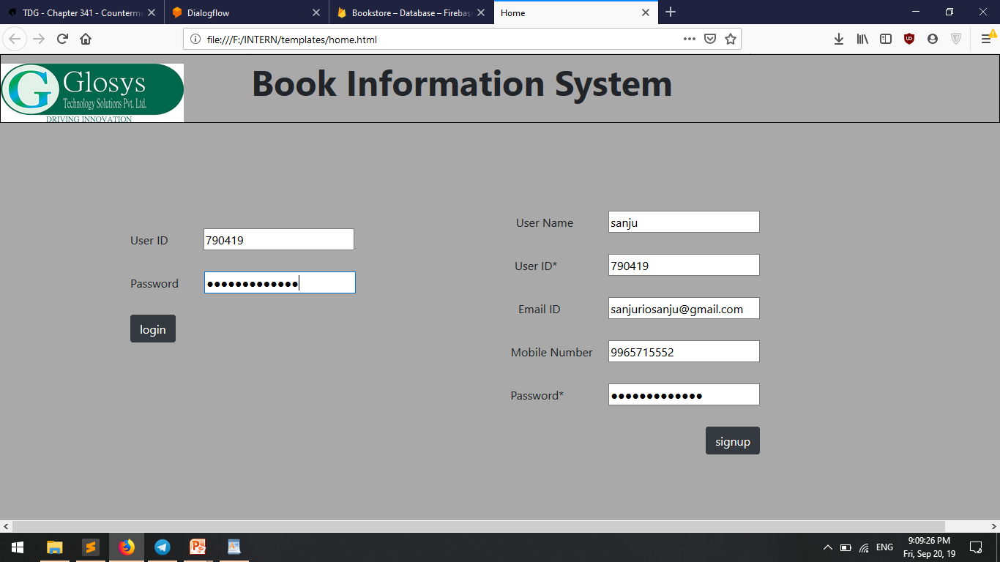 TDG - Chapter 341 - Counterme
Dialogflow
Bookstore – Database – Firebas
Home
file:///F:/INTERN/templates/home.html
Glosys
Technology Solutions Pvt. Ltd.
DRIVING INNOVATION
Book Information System
User ID
790419
Password
login
User Name
sanju
User ID*
790419
Email ID
sanjuriosanju@gmail.com
Mobile Number
9965715552
Password*
signup
ENG
9:09:26 PM
Fri, Sep 20, 19